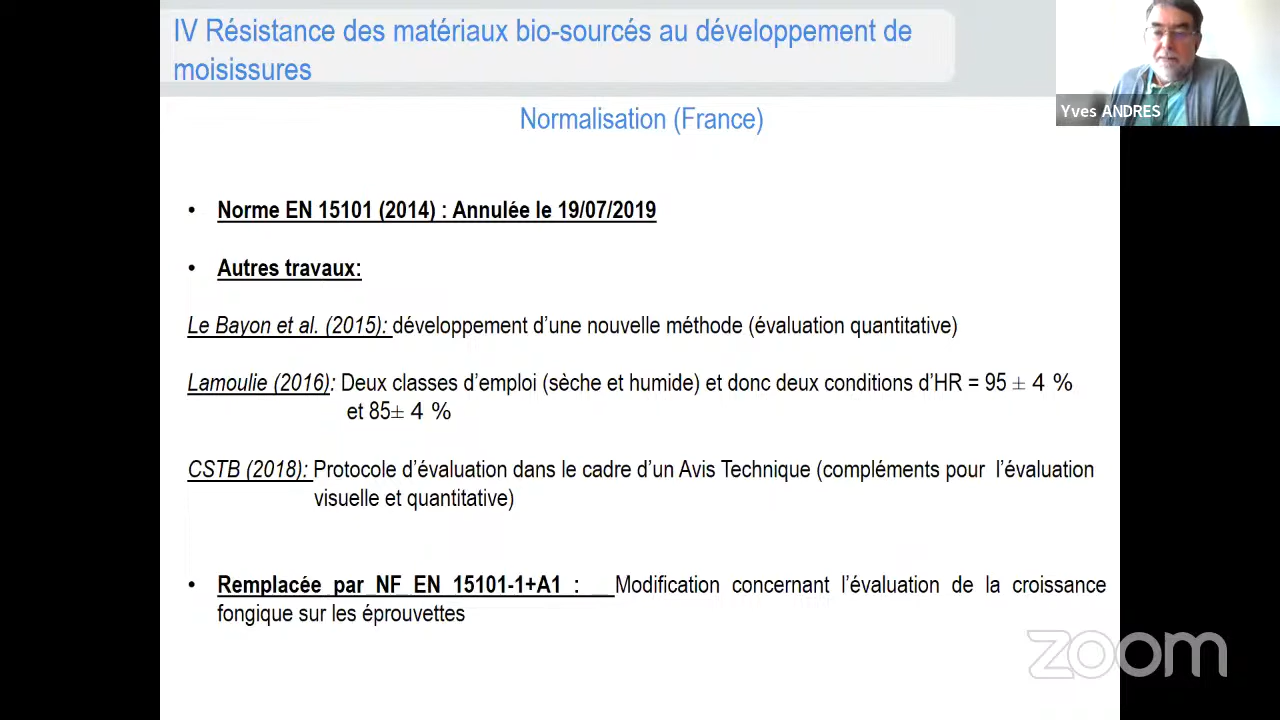 IV Résistance des matériaux bio-sourcés au développement de
moisissures
Yves ANDRES
Normalisation (France)
• Norme EN 15101 (2014) : Annulée le 19/07/2019
• Autres travaux:
Le Bayon et al. (2015): développement d’une nouvelle méthode (évaluation quantitative)
Lamoulie (2016): Deux classes d’emploi (sèche et humide) et donc deux conditions d’HR = 95 ± 4 %
et 85± 4 %
CSTB (2018): Protocole d’évaluation dans le cadre d’un Avis Technique (compléments pour l’évaluation
visuelle et quantitative)
• Remplacée par NF EN 15101-1+A1 : Modification concernant l’évaluation de la croissance
fongique sur les éprouvettes
zoom